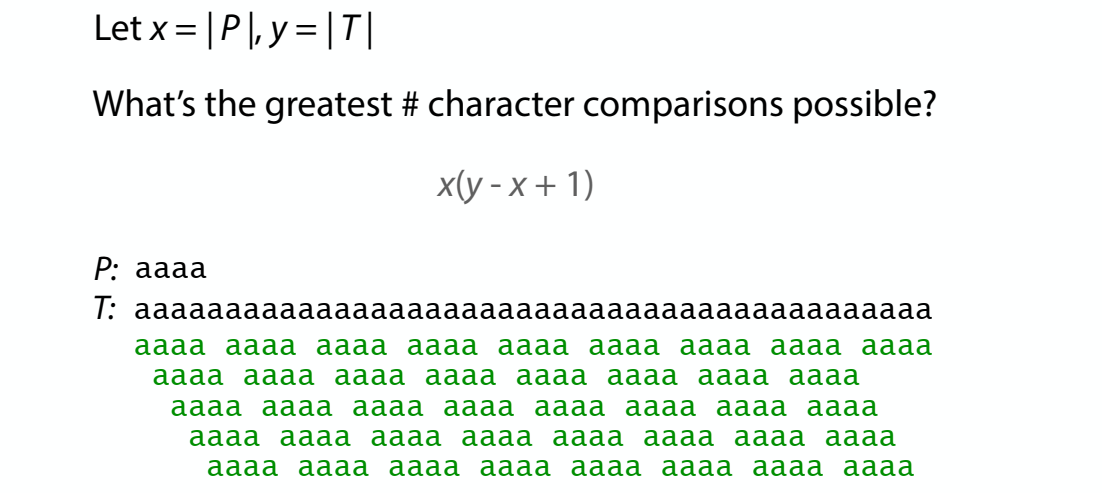 Let x = | P |, y = | T |
What's the greatest # character comparisons possible?
x(y - x + 1)
P: aaaa
T: aaaaaaaaaaaaaaaaaaaaaaaaaaaaaaaaaaaaaaaaaaaa
aaaa aaaa aaaa aaaa aaaa aaaa aaaa aaaa aaaa
aaaa aaaa aaaa aaaa aaaa aaaa aaaa aaaa
aaaa aaaa aaaa aaaa aaaa aaaa aaaa aaaa
aaaa aaaa aaaa aaaa aaaa aaaa aaaa aaaa
aaaa aaaa aaaa aaaa aaaa aaaa aaaa aaaa